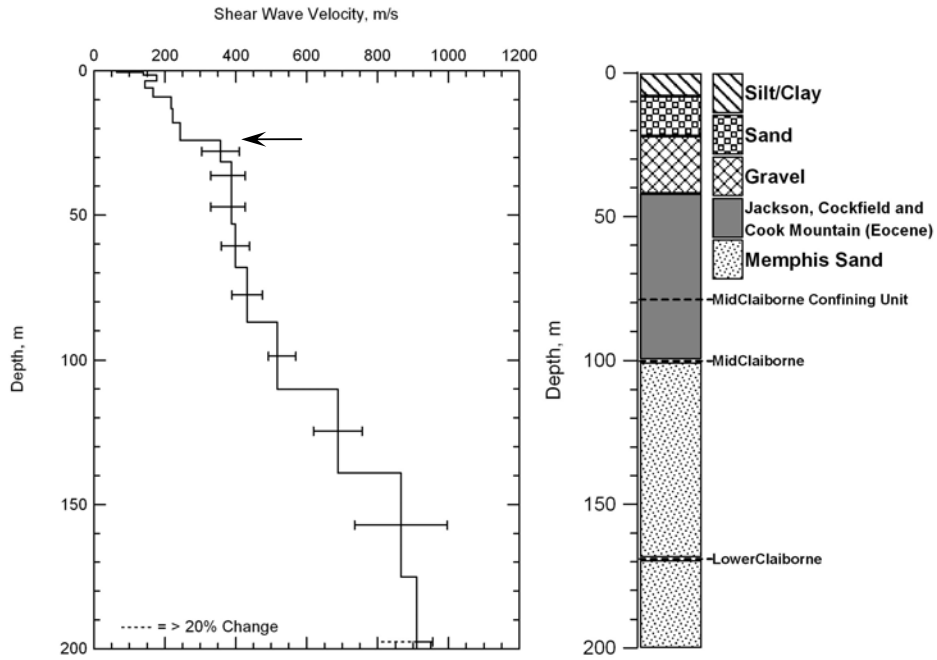 Shear Wave Velocity, m/s
0 200 400 600 800 1000 1200
0
50
100
150
200
Depth, m
----- = > 20% Change
0
50
100
150
200
Depth, m
Silt/Clay
Sand
Gravel
Jackson, Cockfield and
Cook Mountain (Eocene)
Memphis Sand
MidClaiborne Confining Unit
MidClaiborne
LowerClaiborne